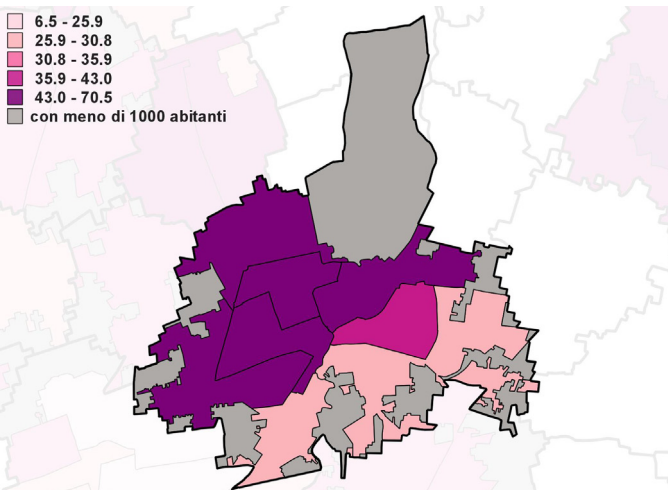 6.5 - 25.9
25.9 - 30.8
30.8 - 35.9
35.9 - 43.0
43.0 - 70.5
con meno di 1000 abitanti